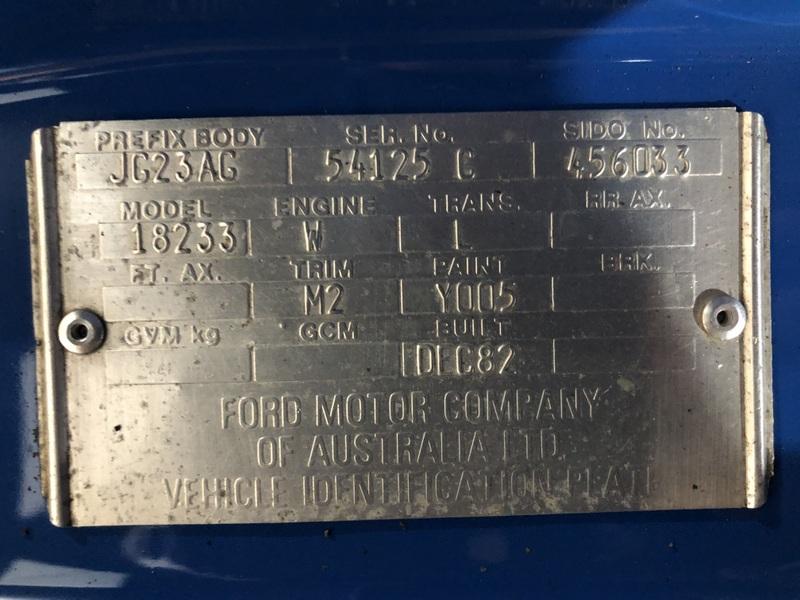 PREFIX BODY SER. No. SIDO No.
JG23AG 54125 C 456033
MODEL ENGINE TRANS. RR. AX.
18233 W L
FT. AX. TRIM PAINT BRK.
M2 Y005
GVM kg GCM BUILT
DEC82
FORD MOTOR COMPANY
OF AUSTRALIA LTD.
VEHICLE IDENTIFICATION PLATE